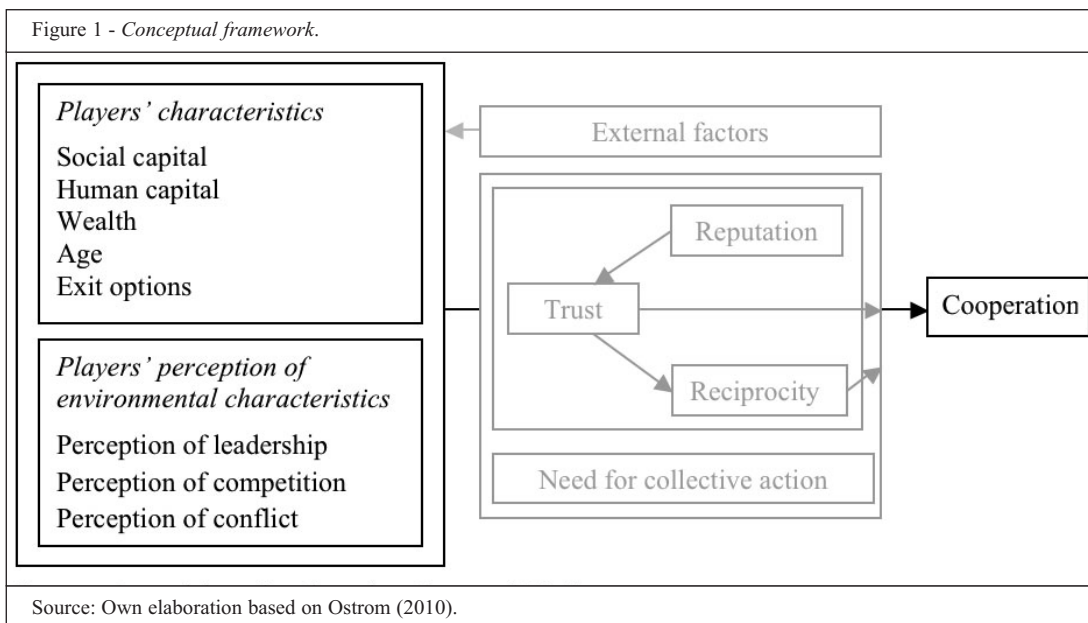 Figure 1 - Conceptual framework.
Players' characteristics
Social capital
Human capital
Wealth
Age
Exit options
Players' perception of
environmental characteristics
Perception of leadership
Perception of competition
Perception of conflict
External factors
Reputation
Trust
Reciprocity
Need for collective action
Cooperation
Source: Own elaboration based on Ostrom (2010).